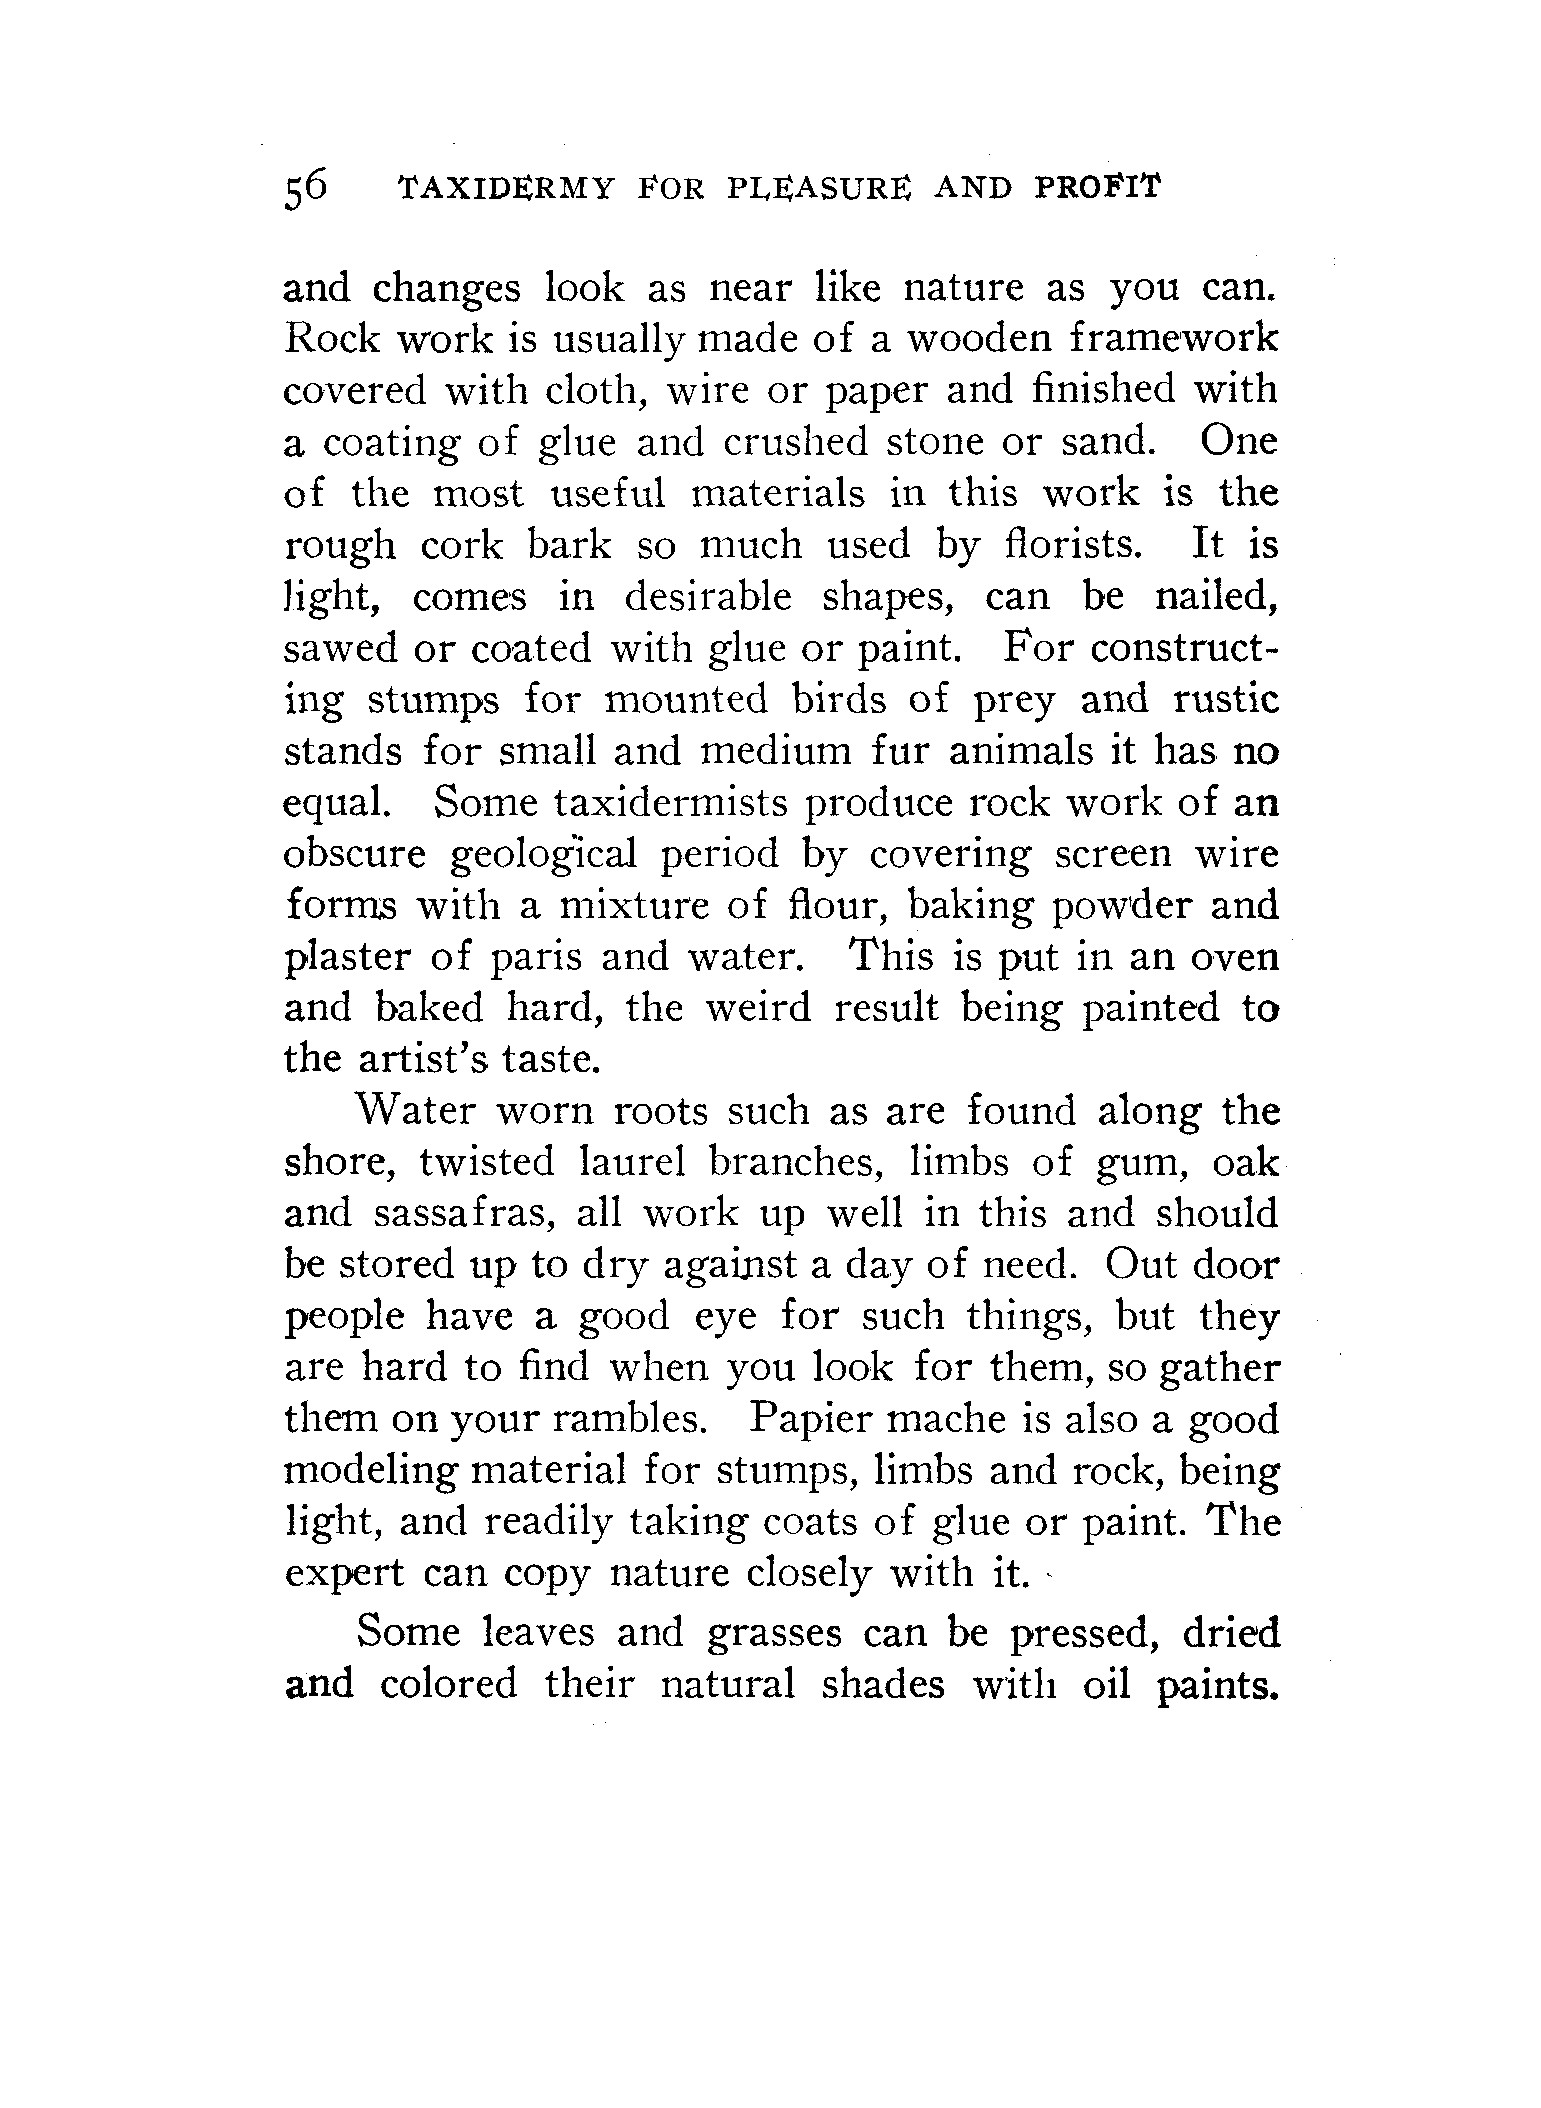 56 TAXIDERMY FOR PLEASURE AND PROFIT
and changes look as near like nature as you can.
Rock work is usually made of a wooden framework
covered with cloth, wire or paper and finished with
a coating of glue and crushed stone or sand. One
of the most useful materials in this work is the
rough cork bark so much used by florists. It is
light, comes in desirable shapes, can be nailed,
sawed or coated with glue or paint. For construct-
ing stumps for mounted birds of prey and rustic
stands for small and medium fur animals it has no
equal. Some taxidermists produce rock work of an
obscure geological period by covering screen wire
forms with a mixture of flour, baking powder and
plaster of paris and water. This is put in an oven
and baked hard, the weird result being painted to
the artist's taste.
Water worn roots such as are found along the
shore, twisted laurel branches, limbs of gum, oak
and sassafras, all work up well in this and should
be stored up to dry against a day of need. Out door
people have a good eye for such things, but they
are hard to find when you look for them, so gather
them on your rambles. Papier mache is also a good
modeling material for stumps, limbs and rock, being
light, and readily taking coats of glue or paint. The
expert can copy nature closely with it.
Some leaves and grasses can be pressed, dried
and colored their natural shades with oil paints.